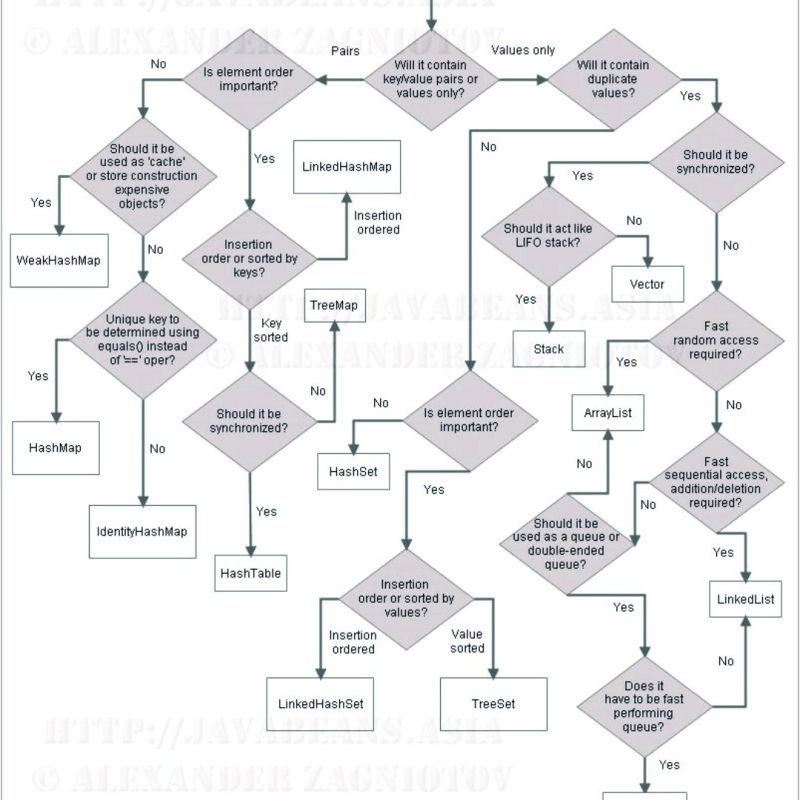 © ALEXANDER ZAGNIOTOV
Will it contain
key/value pairs or
values only?
Pairs
Values only
Is element order
important?
No
Yes
Should it be
used as 'cache'
or store construction
expensive
objects?
Yes
WeakHashMap
No
Unique key to
be determined using
equals() instead
of '==' oper?
Yes
HashMap
No
IdentityHashMap
Insertion
order or sorted by
keys?
Insertion
ordered
LinkedHashMap
Key
sorted
Should it be
synchronized?
No
TreeMap
Yes
HashTable
Will it contain
duplicate
values?
No
Yes
Is element order
important?
No
HashSet
Yes
Insertion
order or sorted by
values?
Insertion
ordered
LinkedHashSet
Value
sorted
TreeSet
Should it be
synchronized?
Yes
Should it act like
LIFO stack?
No
Vector
Yes
Stack
No
Fast
random access
required?
Yes
ArrayList
No
Fast
sequential access,
addition/deletion
required?
Yes
LinkedList
No
Should it be
used as a queue or
double-ended
queue?
No
Yes
Does it
have to be fast
performing
queue?
No
Yes
HTTP://JAVABEANS.ASIA
© ALEXANDER ZAGNIOTOV
HTTP://JAVABEANS.ASIA
© ALEXANDER ZAGNIOTOV